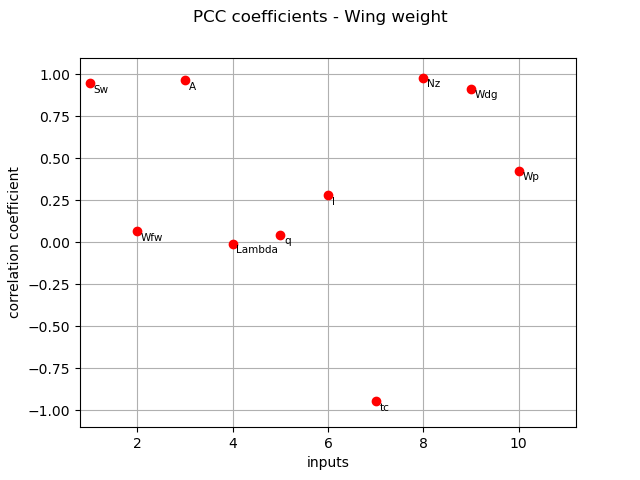 PCC coefficients - Wing weight
correlation coefficient
1.00
0.75
0.50
0.25
0.00
−0.25
−0.50
−0.75
−1.00
Sw
A
Nz
Wdg
Wp
l
Wfw
q
Lambda
tc
2
4
6
8
10
inputs